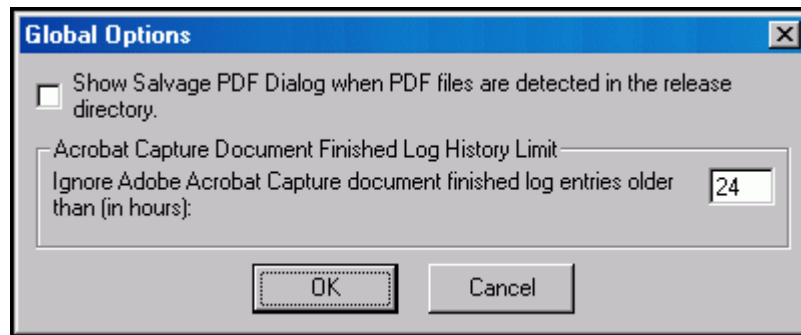 Global Options
Show Salvage PDF Dialog when PDF files are detected in the release
directory.
Acrobat Capture Document Finished Log History Limit
Ignore Adobe Acrobat Capture document finished log entries older
than (in hours):
24
OK
Cancel